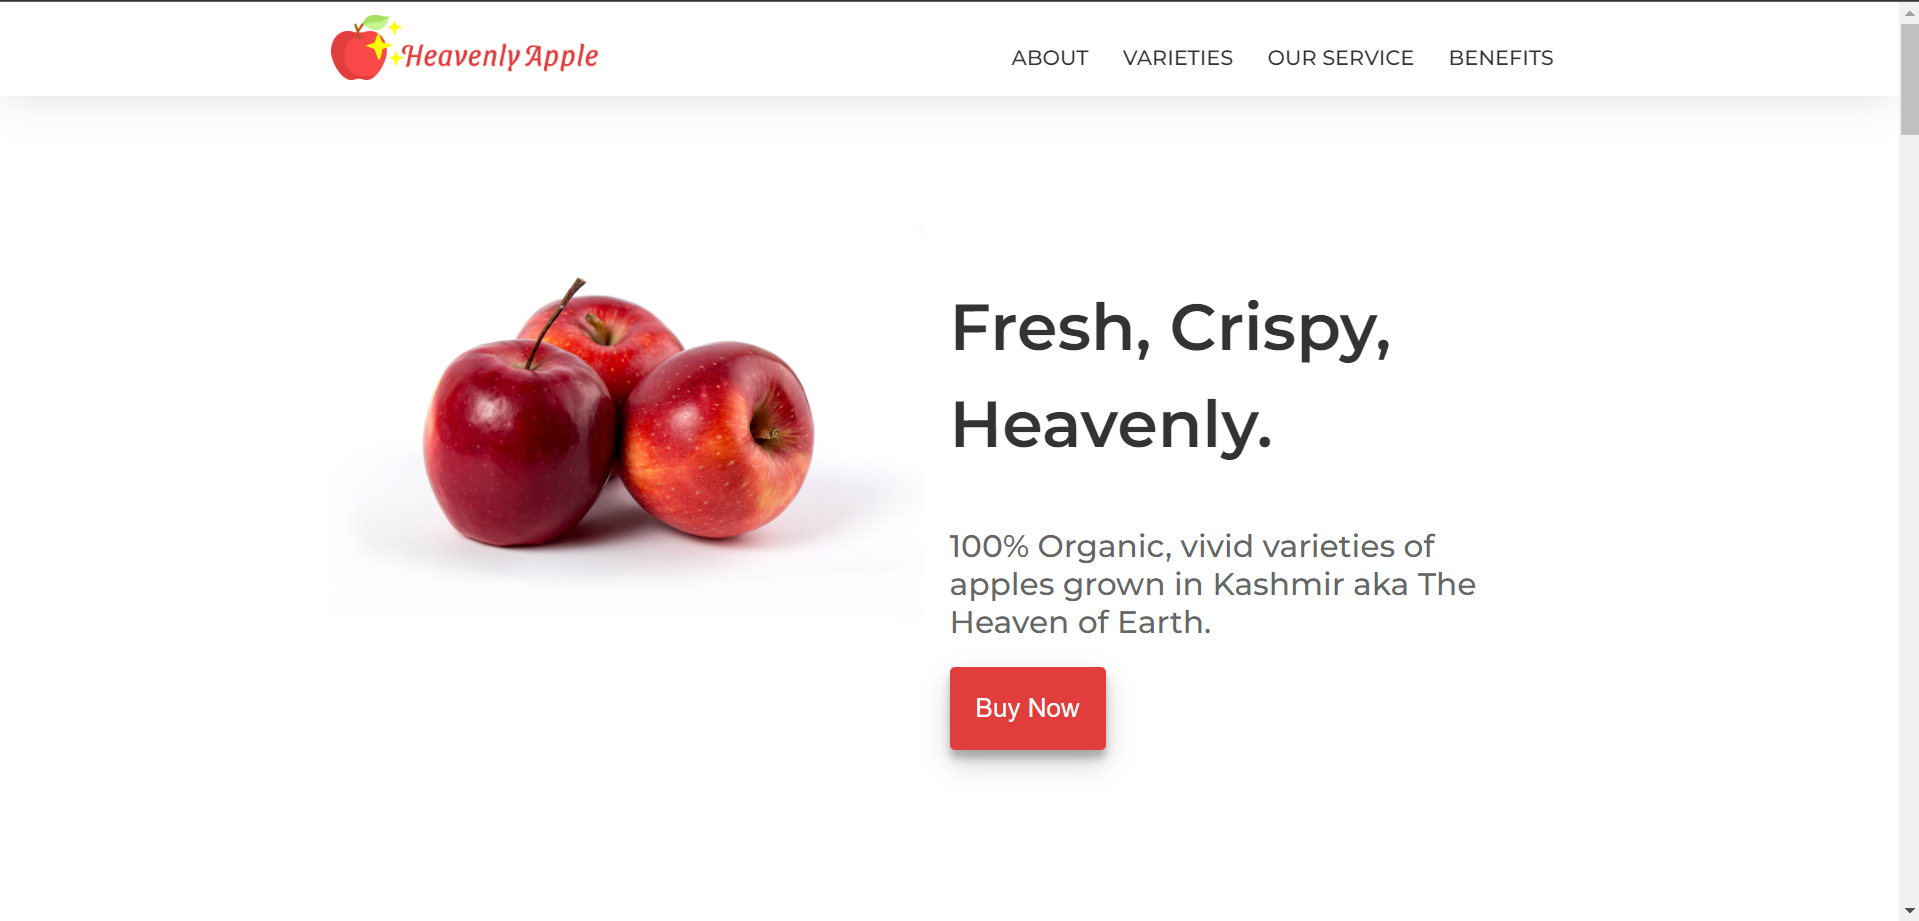 Heavenly Apple
ABOUT VARIETIES OUR SERVICE BENEFITS
Fresh, Crispy,
Heavenly.
100% Organic, vivid varieties of
apples grown in Kashmir aka The
Heaven of Earth.
Buy Now